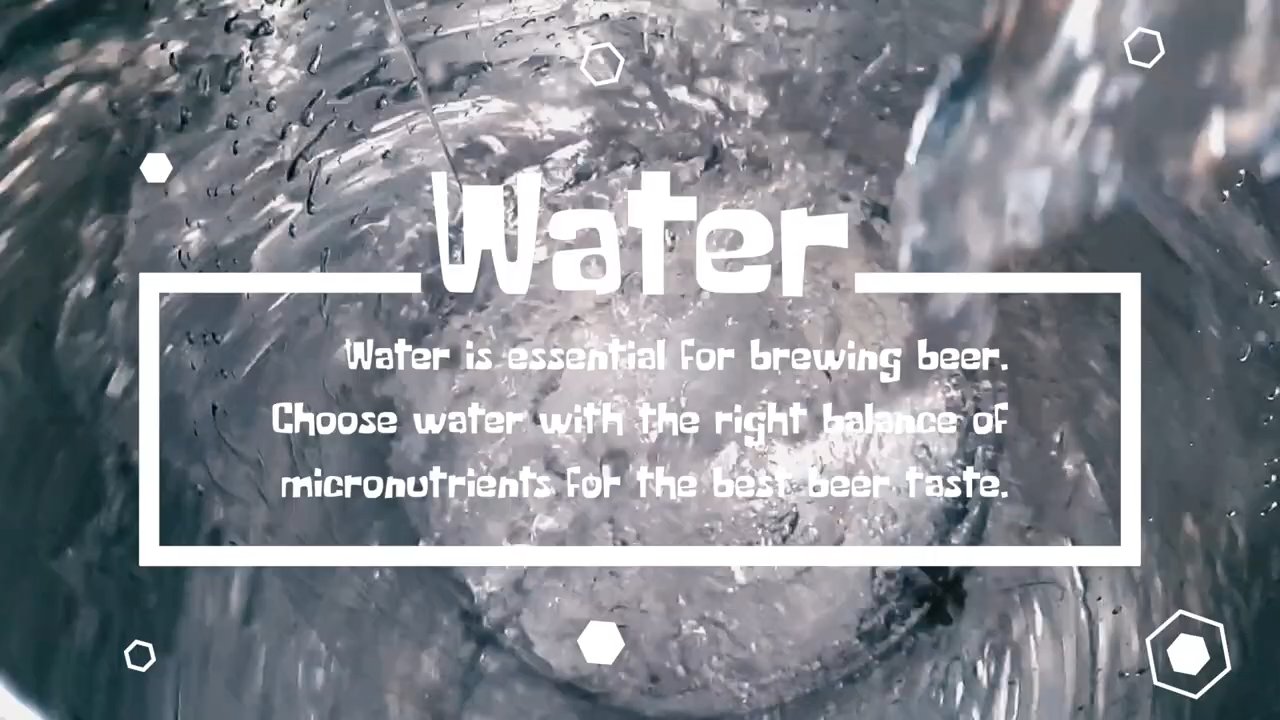 Water
Water is essential for brewing beer.
Choose water with the right balance of
micronutrients for the best beer taste.